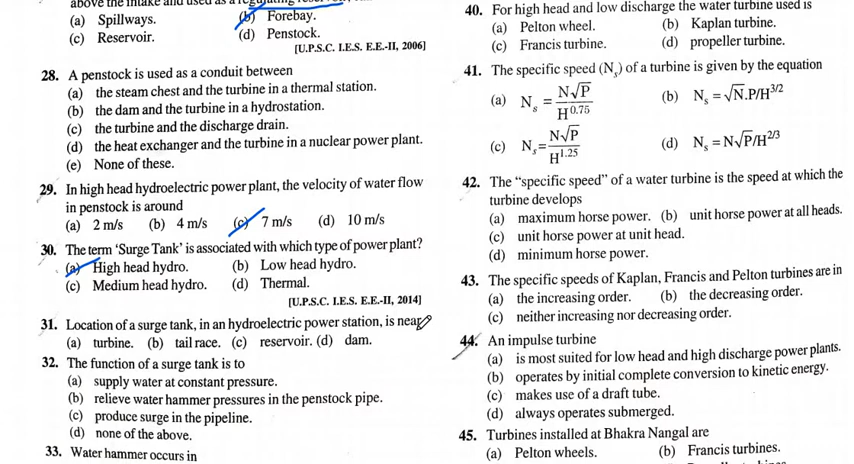 above the intake and used as a regulating
(a) Spillways. (b) Forebay.
(c) Reservoir. (d) Penstock.
[U.P.S.C. I.E.S. E.E.-II, 2006]
28. A penstock is used as a conduit between
(a) the steam chest and the turbine in a thermal station.
(b) the dam and the turbine in a hydrostation.
(c) the turbine and the discharge drain.
(d) the heat exchanger and the turbine in a nuclear power plant.
(e) None of these.
29. In high head hydroelectric power plant, the velocity of water flow
in penstock is around
(a) 2 m/s (b) 4 m/s (c) 7 m/s (d) 10 m/s
30. The term ‘Surge Tank’ is associated with which type of power plant?
(a) High head hydro. (b) Low head hydro.
(c) Medium head hydro. (d) Thermal.
[U.P.S.C. I.E.S. E.E.-II, 2014]
31. Location of a surge tank, in an hydroelectric power station, is near
(a) turbine. (b) tail race. (c) reservoir. (d) dam.
32. The function of a surge tank is to
(a) supply water at constant pressure.
(b) relieve water hammer pressures in the penstock pipe.
(c) produce surge in the pipeline.
(d) none of the above.
33. Water hammer occurs in
40. For high head and low discharge the water turbine used is
(a) Pelton wheel. (b) Kaplan turbine.
(c) Francis turbine. (d) propeller turbine.
41. The specific speed (Nₛ) of a turbine is given by the equation
(a) Nₛ = N√P / H^0.75 (b) Nₛ = √N.P/H^3/2
(c) Nₛ = N√P / H^1.25 (d) Nₛ = N√P/H^2/3
42. The “specific speed” of a water turbine is the speed at which the
turbine develops
(a) maximum horse power. (b) unit horse power at all heads.
(c) unit horse power at unit head.
(d) minimum horse power.
43. The specific speeds of Kaplan, Francis and Pelton turbines are in
(a) the increasing order. (b) the decreasing order.
(c) neither increasing nor decreasing order.
44. An impulse turbine
(a) is most suited for low head and high discharge power plants.
(b) operates by initial complete conversion to kinetic energy.
(c) makes use of a draft tube.
(d) always operates submerged.
45. Turbines installed at Bhakra Nangal are
(a) Pelton wheels. (b) Francis turbines.